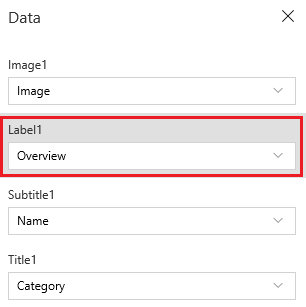 Data
Image1
Image
Label1
Overview
Subtitle1
Name
Title1
Category